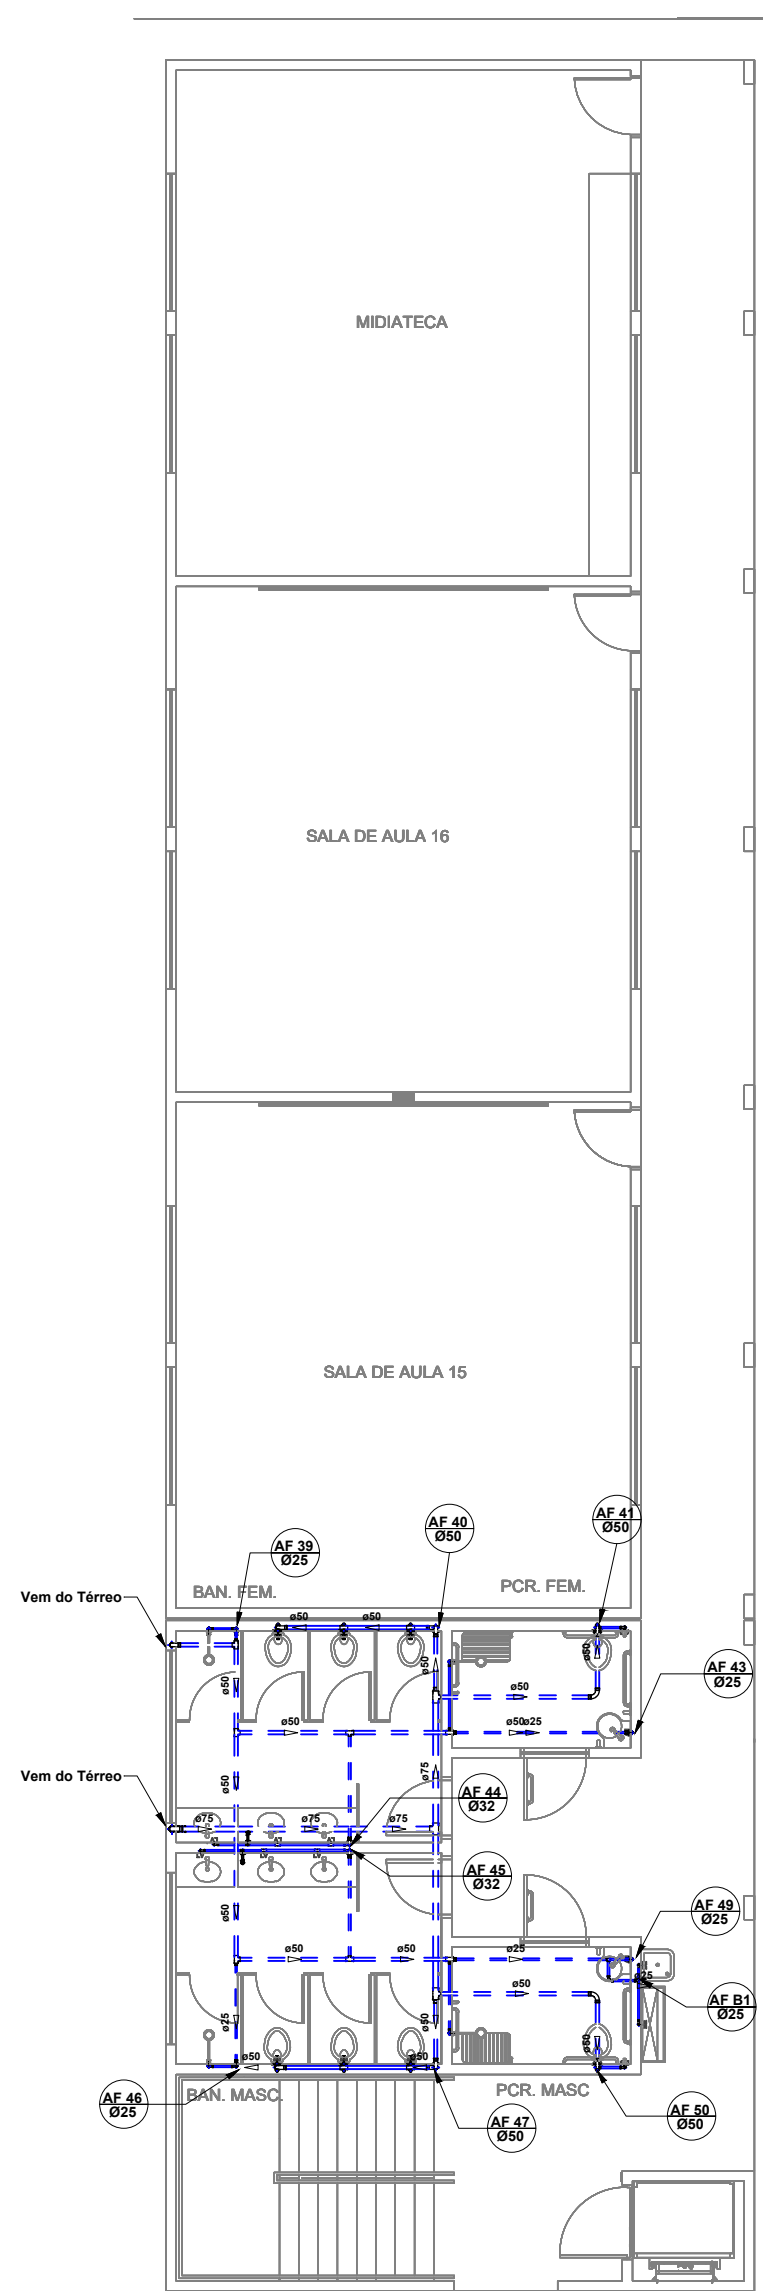 MIDIATECA
SALA DE AULA 16
SALA DE AULA 15
AF 41
Ø50
AF 40
Ø50
AF 39
Ø25
BAN. FEM.
PCR. FEM.
Vem do Térreo
ø50
ø50
ø50
ø50
AF 43
Ø25
ø50
ø50
ø50
ø50ø25
ø75
Vem do Térreo
AF 44
Ø32
ø75
ø75
ø75
AF 45
Ø32
AF 49
Ø25
ø50
ø50
ø50
ø25
ø25
ø50
AF B1
Ø25
ø25
ø50
ø50
ø50
ø50
AF 46
Ø25
BAN. MASC.
PCR. MASC
AF 47
Ø50
AF 50
Ø50